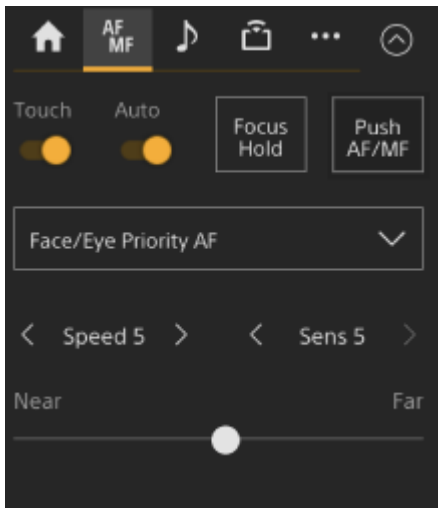 AF
MF
Touch
Auto
Focus
Hold
Push
AF/MF
Face/Eye Priority AF
Speed 5
Sens 5
Near
Far